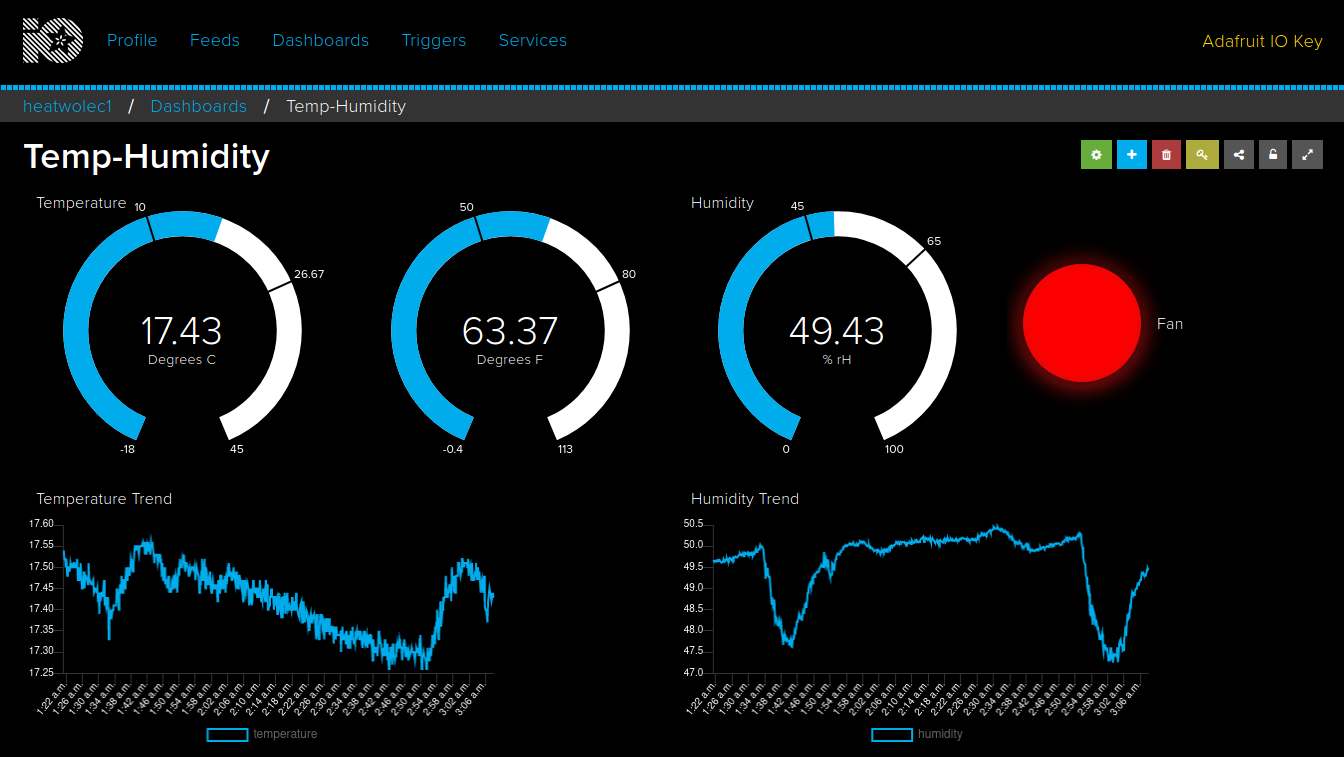 iO
Profile Feeds Dashboards Triggers Services Adafruit IO Key
heatwolec1 / Dashboards / Temp-Humidity
Temp-Humidity
Temperature
10
26.67
17.43
Degrees C
-18 45
50
80
63.37
Degrees F
-0.4 113
Humidity
45
65
49.43
% rH
0 100
Fan
Temperature Trend
17.60
17.55
17.50
17.45
17.40
17.35
17.30
17.25
1:22 a.m. 1:26 a.m. 1:30 a.m. 1:34 a.m. 1:38 a.m. 1:42 a.m. 1:46 a.m. 1:50 a.m. 1:54 a.m. 1:58 a.m. 2:02 a.m. 2:06 a.m. 2:10 a.m. 2:14 a.m. 2:18 a.m. 2:22 a.m. 2:26 a.m. 2:30 a.m. 2:34 a.m. 2:38 a.m. 2:42 a.m. 2:46 a.m. 2:50 a.m. 2:54 a.m. 2:58 a.m. 3:02 a.m. 3:06 a.m.
temperature
Humidity Trend
50.5
50.0
49.5
49.0
48.5
48.0
47.5
47.0
1:22 a.m. 1:26 a.m. 1:30 a.m. 1:34 a.m. 1:38 a.m. 1:42 a.m. 1:46 a.m. 1:50 a.m. 1:54 a.m. 1:58 a.m. 2:02 a.m. 2:06 a.m. 2:10 a.m. 2:14 a.m. 2:18 a.m. 2:22 a.m. 2:26 a.m. 2:30 a.m. 2:34 a.m. 2:38 a.m. 2:42 a.m. 2:46 a.m. 2:50 a.m. 2:54 a.m. 2:58 a.m. 3:02 a.m. 3:06 a.m.
humidity